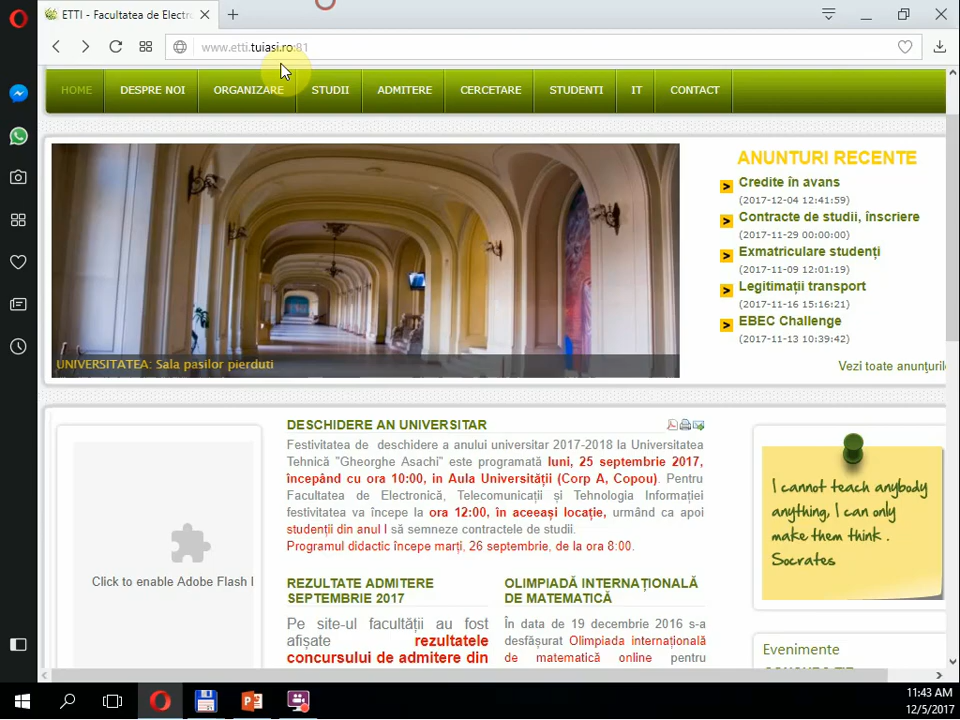 ETTI - Facultatea de Electro
www.etti.tuiasi.ro:81
HOME DESPRE NOI ORGANIZARE STUDII ADMITERE CERCETARE STUDENTI IT CONTACT
UNIVERSITATEA: Sala pasilor pierduti
ANUNTURI RECENTE
Credite în avans
(2017-12-04 12:41:59)
Contracte de studii, înscriere
(2017-11-29 00:00:00)
Exmatriculare studenți
(2017-11-09 12:01:19)
Legitimații transport
(2017-11-16 15:16:21)
EBEC Challenge
(2017-11-13 10:39:42)
Vezi toate anunțuril
Click to enable Adobe Flash
DESCHIDERE AN UNIVERSITAR
Festivitatea de deschidere a anului universitar 2017-2018 la Universitatea
Tehnică "Gheorghe Asachi" este programată luni, 25 septembrie 2017,
începând cu ora 10:00, in Aula Universității (Corp A, Copou). Pentru
Facultatea de Electronică, Telecomunicații și Tehnologia Informației
festivitatea va începe la ora 12:00, în aceeași locație, urmând ca apoi
studenții din anul I să semneze contractele de studii.
Programul didactic începe marți, 26 septembrie, de la ora 8:00.
REZULTATE ADMITERE
SEPTEMBRIE 2017
Pe site-ul facultății au fost
afișate rezultatele
concursului de admitere din
OLIMPIADĂ INTERNAȚIONALĂ
DE MATEMATICĂ
În data de 19 decembrie 2016 s-a
desfășurat Olimpiada internațională
de matematică online pentru
I cannot teach anybody
anything, I can only
make them think .
Socrates
Evenimente
11:43 AM
12/5/2017